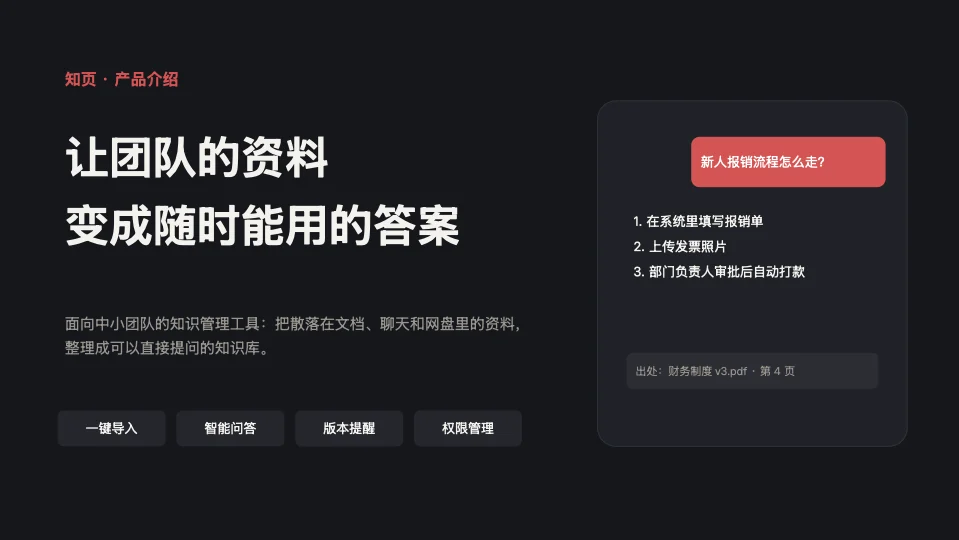 知页 · 产品介绍
让团队的资料
变成随时能用的答案
面向中小团队的知识管理工具：把散落在文档、聊天和网盘里的资料，
整理成可以直接提问的知识库。
一键导入
智能问答
版本提醒
权限管理
新人报销流程怎么走？
1. 在系统里填写报销单
2. 上传发票照片
3. 部门负责人审批后自动打款
出处：财务制度 v3.pdf · 第 4 页